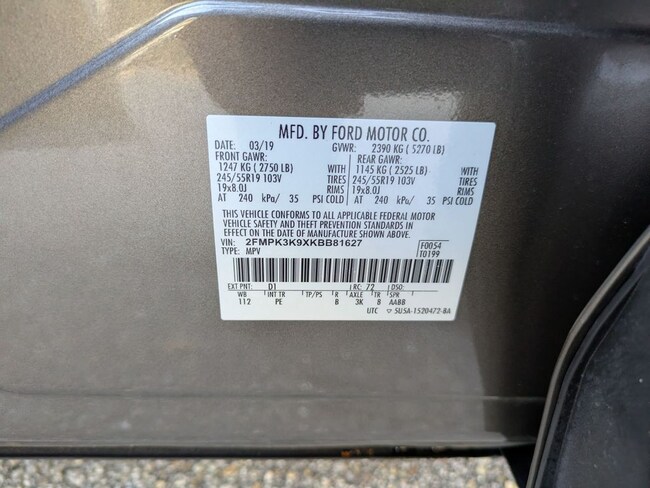 MFD. BY FORD MOTOR CO.
DATE: 03/19 GVWR: 2390 KG ( 5270 LB)
FRONT GAWR: REAR GAWR:
1247 KG ( 2750 LB) WITH 1145 KG ( 2525 LB) WITH
245/55R19 103V TIRES 245/55R19 103V TIRES
19x8.0J RIMS 19x8.0J RIMS
AT 240 kPa/ 35 PSI COLD AT 240 kPa/ 35 PSI COLD
THIS VEHICLE CONFORMS TO ALL APPLICABLE FEDERAL MOTOR
VEHICLE SAFETY AND THEFT PREVENTION STANDARDS IN
EFFECT ON THE DATE OF MANUFACTURE SHOWN ABOVE.
VIN: 2FMPK3K9XKBB81627 F0054
TYPE: MPV T0199
EXT PNT: D1 RC: 72 DSO:
WB INT TR TP/PS R AXLE TR SPR
112 PE B 3K 8 AABB
UTC ▽ 5U5A-1520472-BA